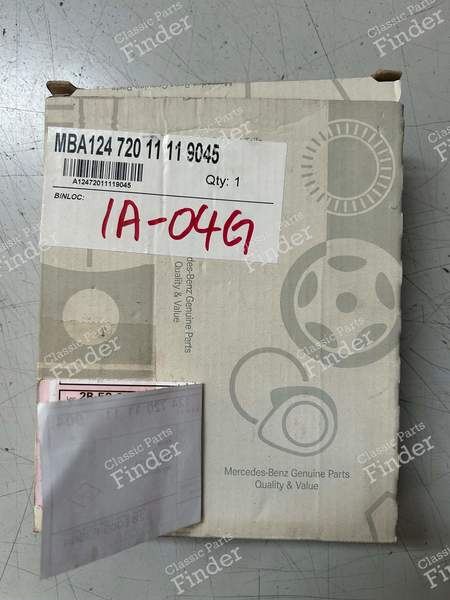 MBA124 720 11 11 9045
A12472011119045
Qty: 1
BINLOC:
1A-04G
Mercedes-Benz Genuine Parts
Quality & Value
Mercedes-Benz Genuine Parts
Quality & Value
Classic Parts
Finder